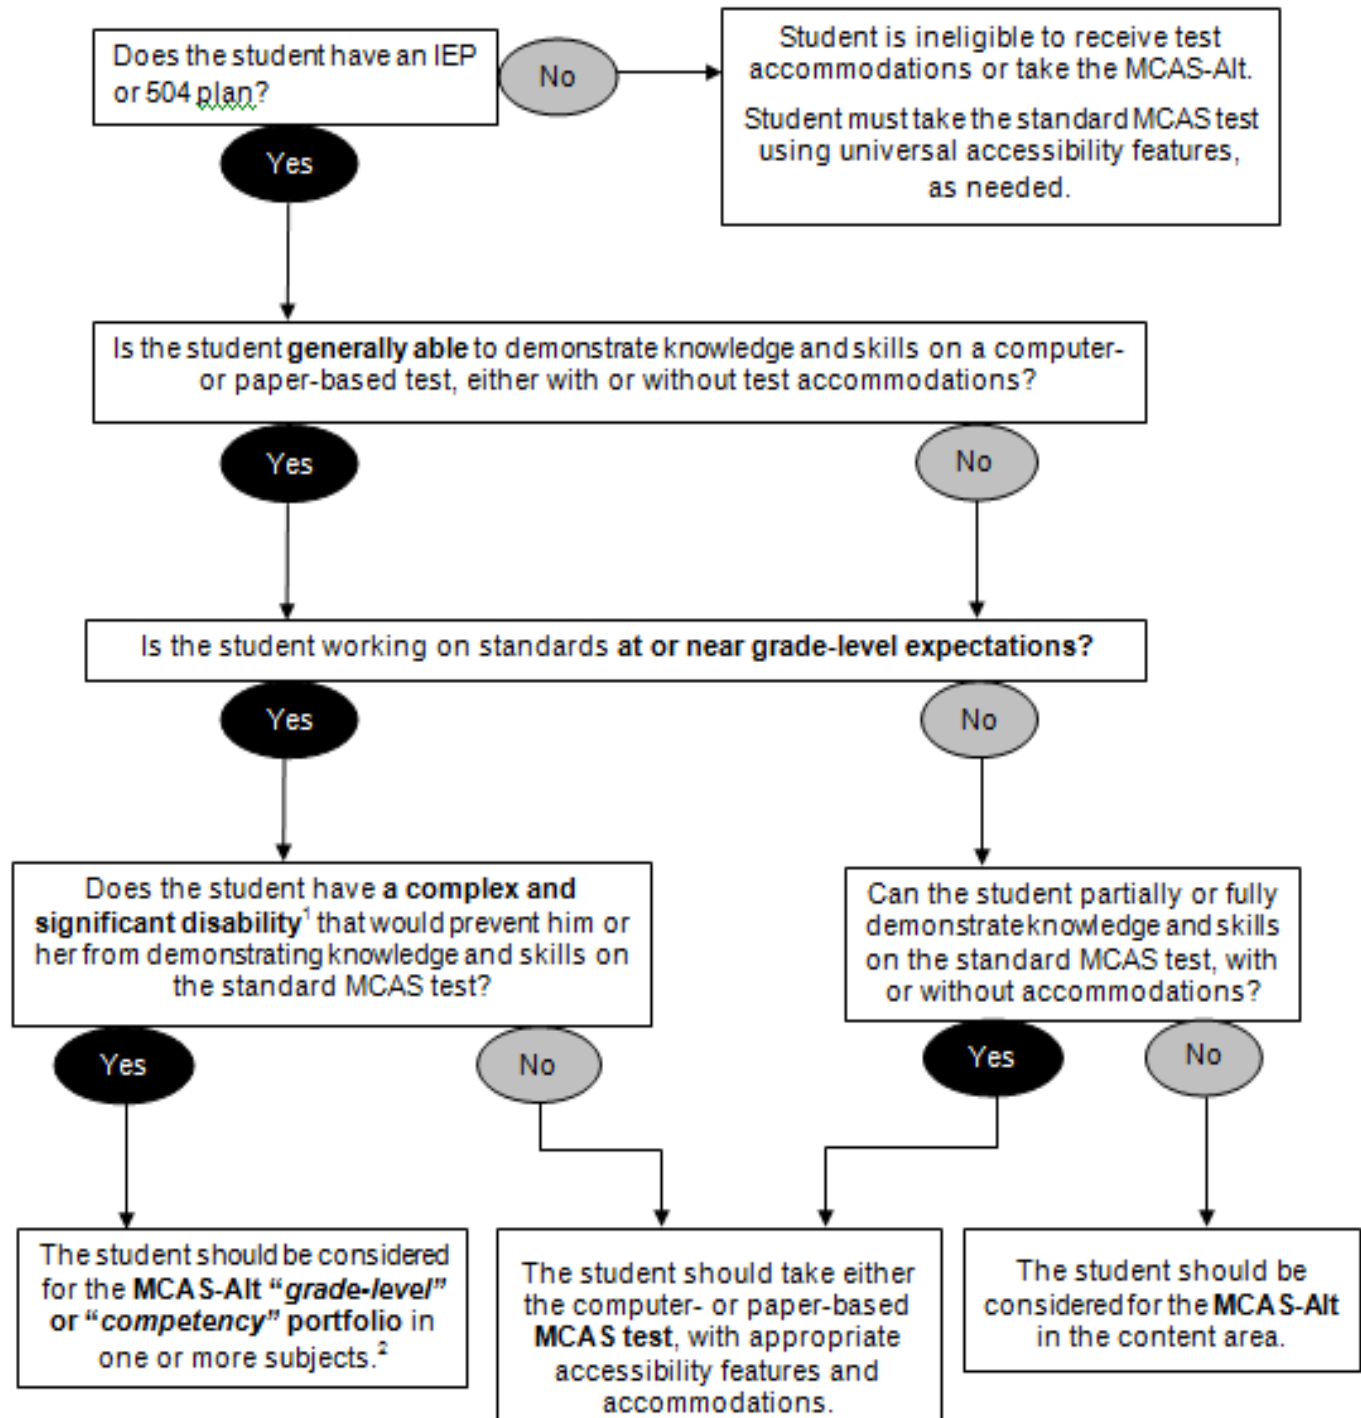 Does the student have an IEP
or 504 plan?
No
Student is ineligible to receive test
accommodations or take the MCAS-Alt.
Student must take the standard MCAS test
using universal accessibility features,
as needed.
Yes
Is the student generally able to demonstrate knowledge and skills on a computer-
or paper-based test, either with or without test accommodations?
Yes
No
Is the student working on standards at or near grade-level expectations?
Yes
No
Does the student have a complex and
significant disability¹ that would prevent him or
her from demonstrating knowledge and skills on
the standard MCAS test?
Can the student partially or fully
demonstrate knowledge and skills
on the standard MCAS test, with
or without accommodations?
Yes
No
Yes
No
The student should be considered
for the MCAS-Alt “grade-level”
or “competency” portfolio in
one or more subjects.²
The student should take either
the computer- or paper-based
MCAS test, with appropriate
accessibility features and
accommodations.
The student should be
considered for the MCAS-Alt
in the content area.